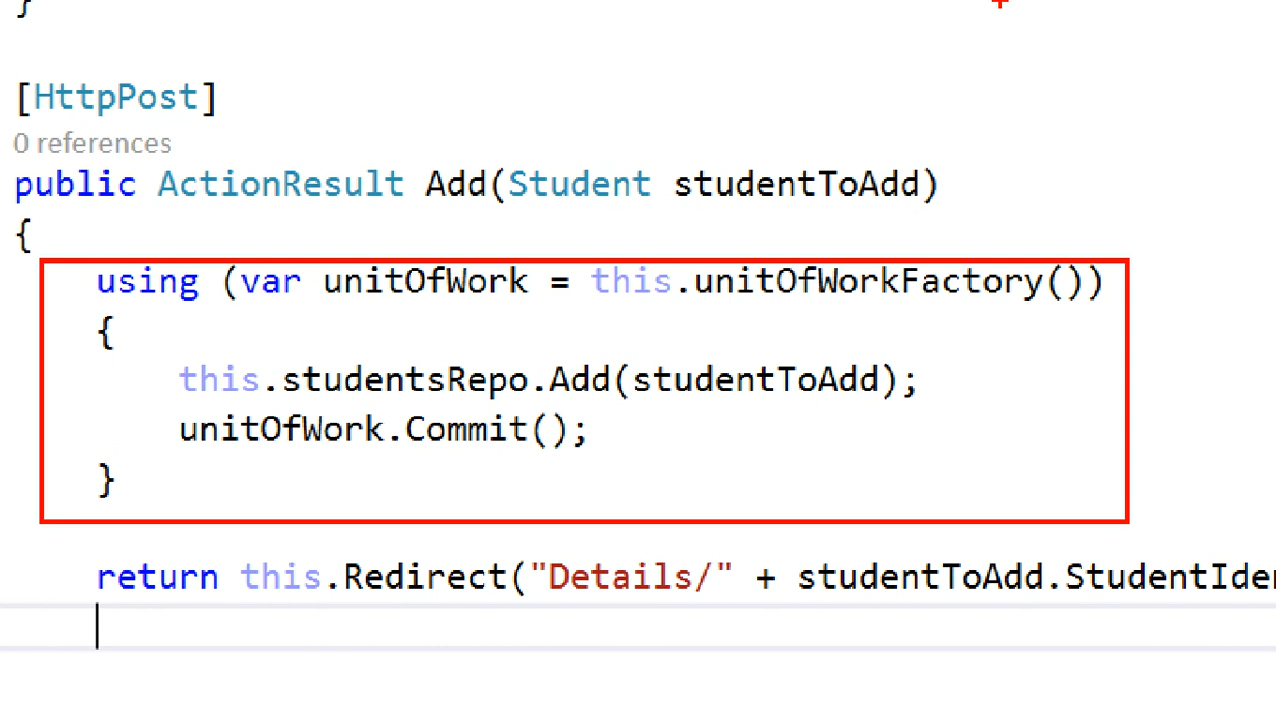 }
[HttpPost]
0 references
public ActionResult Add(Student studentToAdd)
{
using (var unitOfWork = this.unitOfWorkFactory())
{
this.studentsRepo.Add(studentToAdd);
unitOfWork.Commit();
}
return this.Redirect("Details/" + studentToAdd.StudentIde